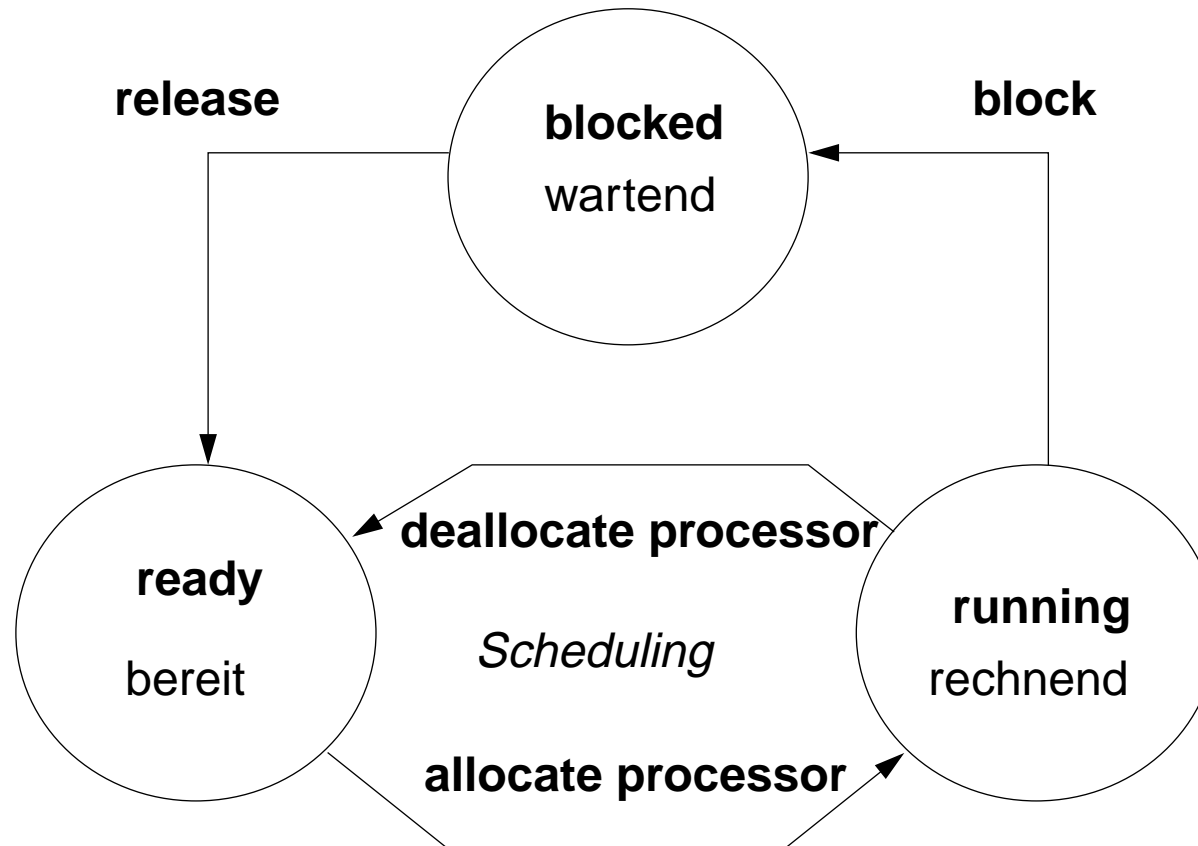 release
block
blocked
wartend
deallocate processor
ready
bereit
Scheduling
running
rechnend
allocate processor